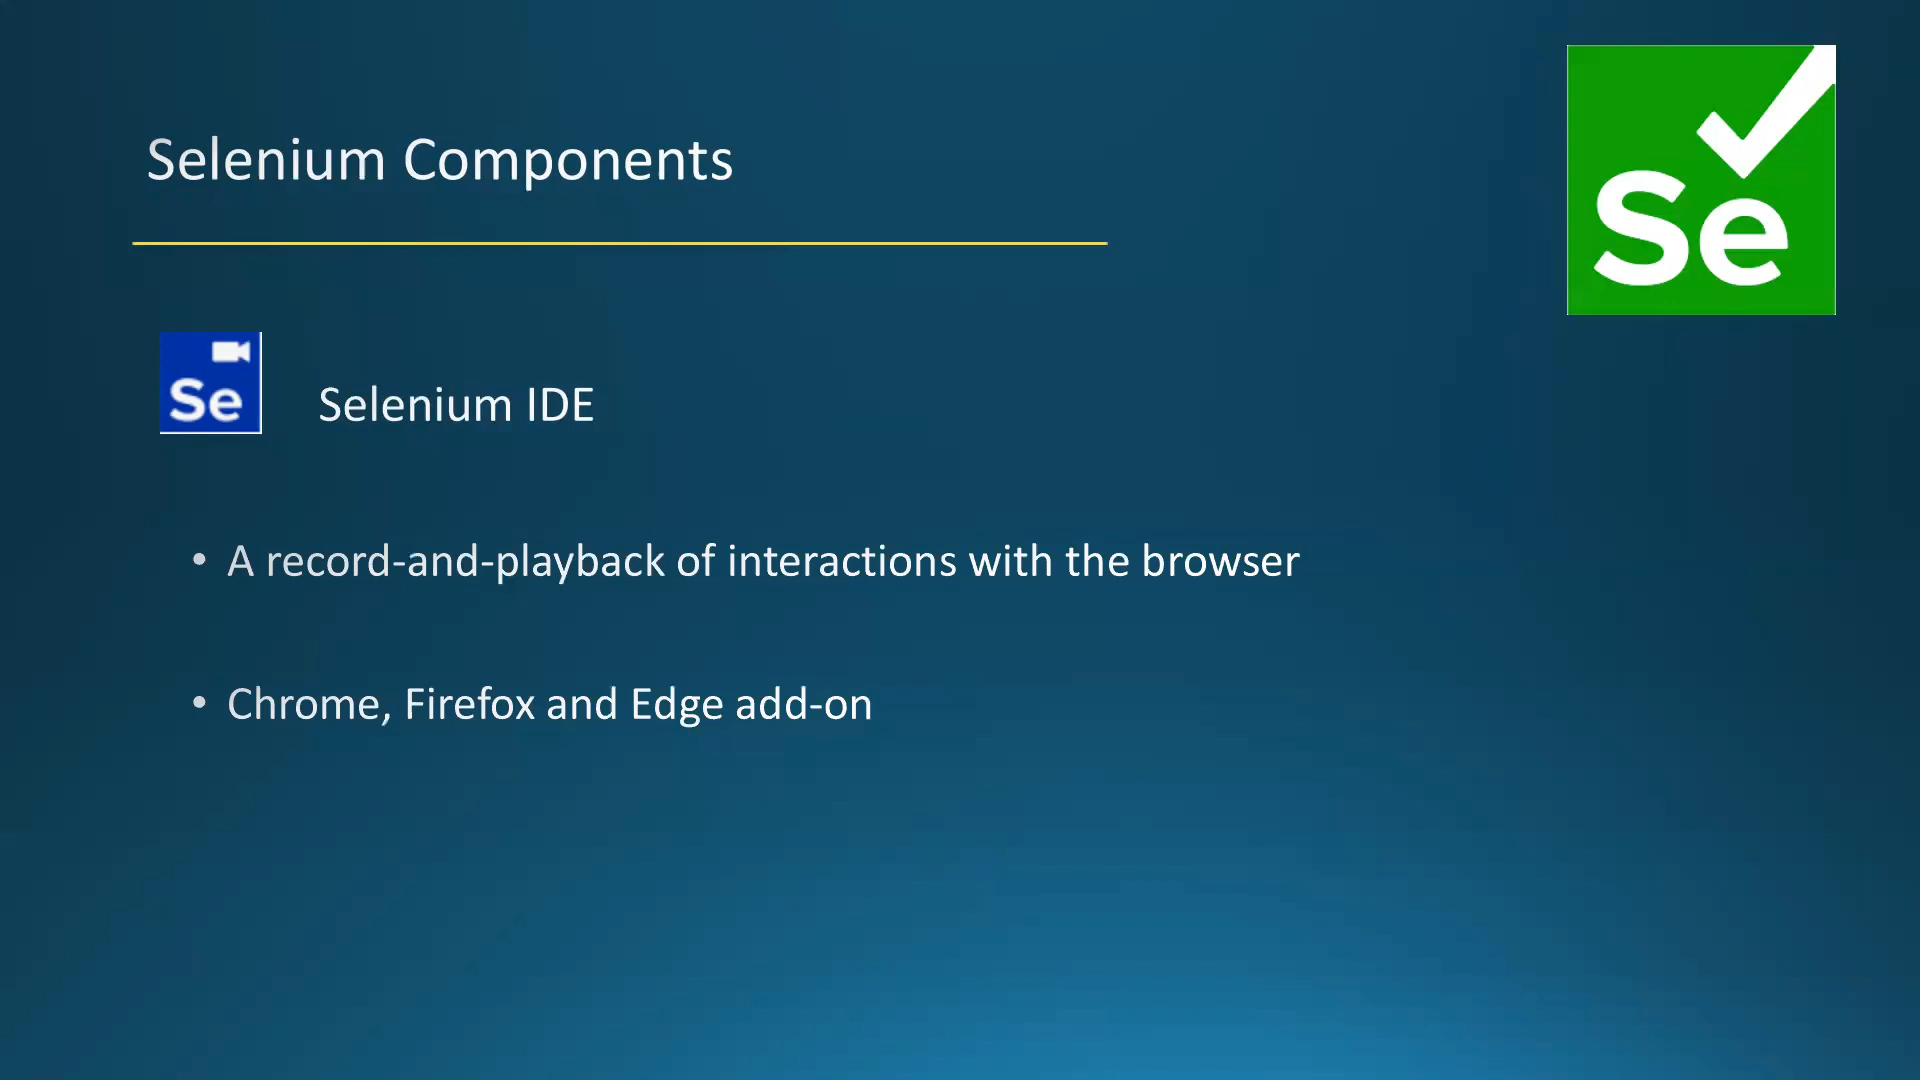 Selenium Components
Se
Se
Selenium IDE
• A record-and-playback of interactions with the browser
• Chrome, Firefox and Edge add-on